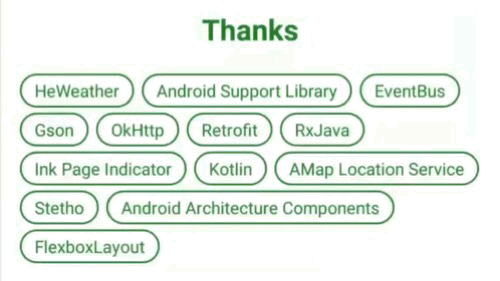 Thanks
HeWeather Android Support Library EventBus
Gson OkHttp Retrofit RxJava
Ink Page Indicator Kotlin AMap Location Service
Stetho Android Architecture Components
FlexboxLayout